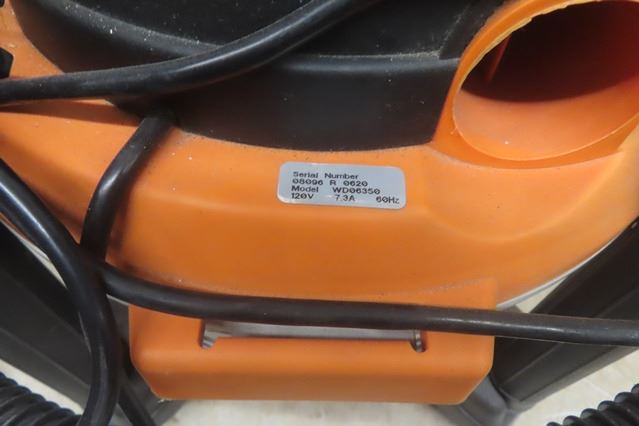 Serial Number
08096 R 0620
Model WD06350
120V 7.3A 60Hz